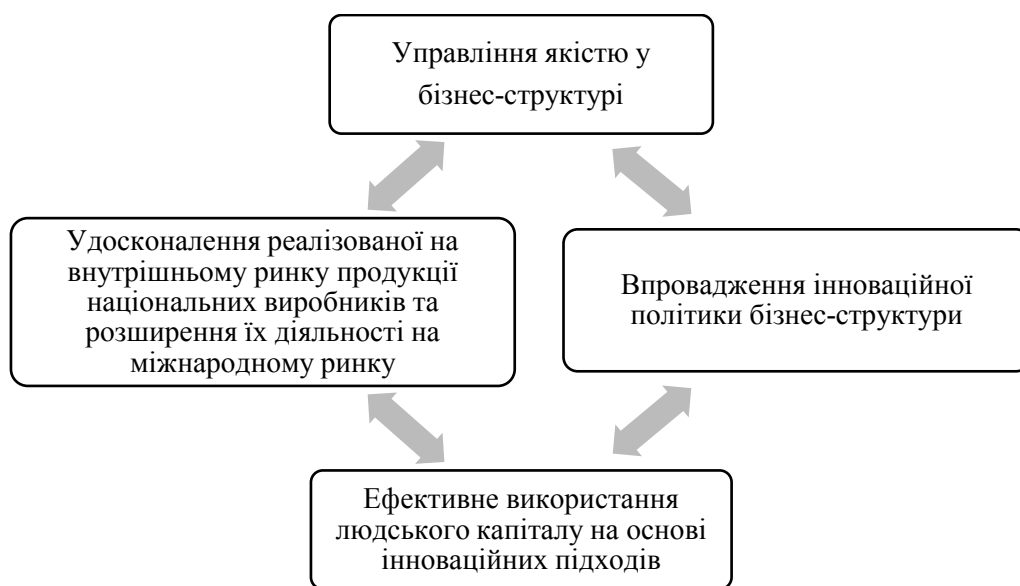 Управління якістю у
бізнес-структурі
Удосконалення реалізованої на
внутрішньому ринку продукції
національних виробників та
розширення їх діяльності на
міжнародному ринку
Впровадження інноваційної
політики бізнес-структури
Ефективне використання
людського капіталу на основі
інноваційних підходів